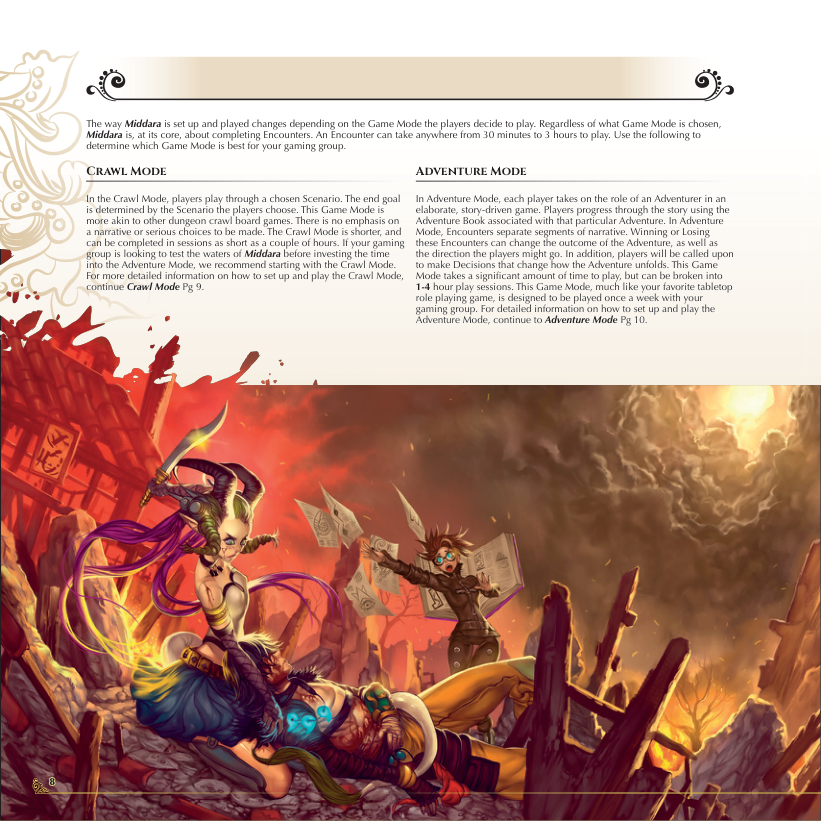 The way Middara is set up and played changes depending on the Game Mode the players decide to play. Regardless of what Game Mode is chosen,
Middara is, at its core, about completing Encounters. An Encounter can take anywhere from 30 minutes to 3 hours to play. Use the following to
determine which Game Mode is best for your gaming group.
Crawl Mode
In the Crawl Mode, players play through a chosen Scenario. The end goal
is determined by the Scenario the players choose. This Game Mode is
more akin to other dungeon crawl board games. There is no emphasis on
a narrative or serious choices to be made. The Crawl Mode is shorter, and
can be completed in sessions as short as a couple of hours. If your gaming
group is looking to test the waters of Middara before investing the time
into the Adventure Mode, we recommend starting with the Crawl Mode.
For more detailed information on how to set up and play the Crawl Mode,
continue Crawl Mode Pg 9.
Adventure Mode
In Adventure Mode, each player takes on the role of an Adventurer in an
elaborate, story-driven game. Players progress through the story using the
Adventure Book associated with that particular Adventure. In Adventure
Mode, Encounters separate segments of narrative. Winning or Losing
these Encounters can change the outcome of the Adventure, as well as
the direction the players might go. In addition, players will be called upon
to make Decisions that change how the Adventure unfolds. This Game
Mode takes a significant amount of time to play, but can be broken into
1-4 hour play sessions. This Game Mode, much like your favorite tabletop
role playing game, is designed to be played once a week with your
gaming group. For detailed information on how to set up and play the
Adventure Mode, continue to Adventure Mode Pg 10.
8